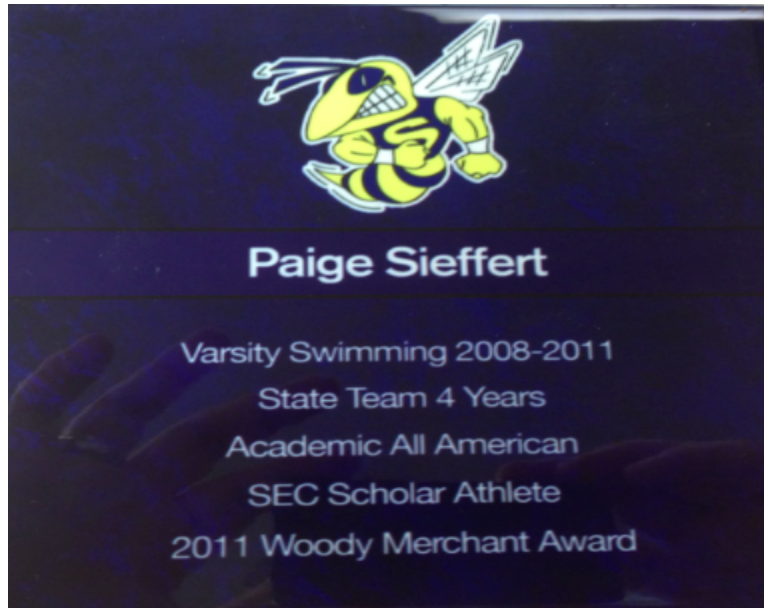 Paige Sieffert
Varsity Swimming 2008-2011
State Team 4 Years
Academic All American
SEC Scholar Athlete
2011 Woody Merchant Award